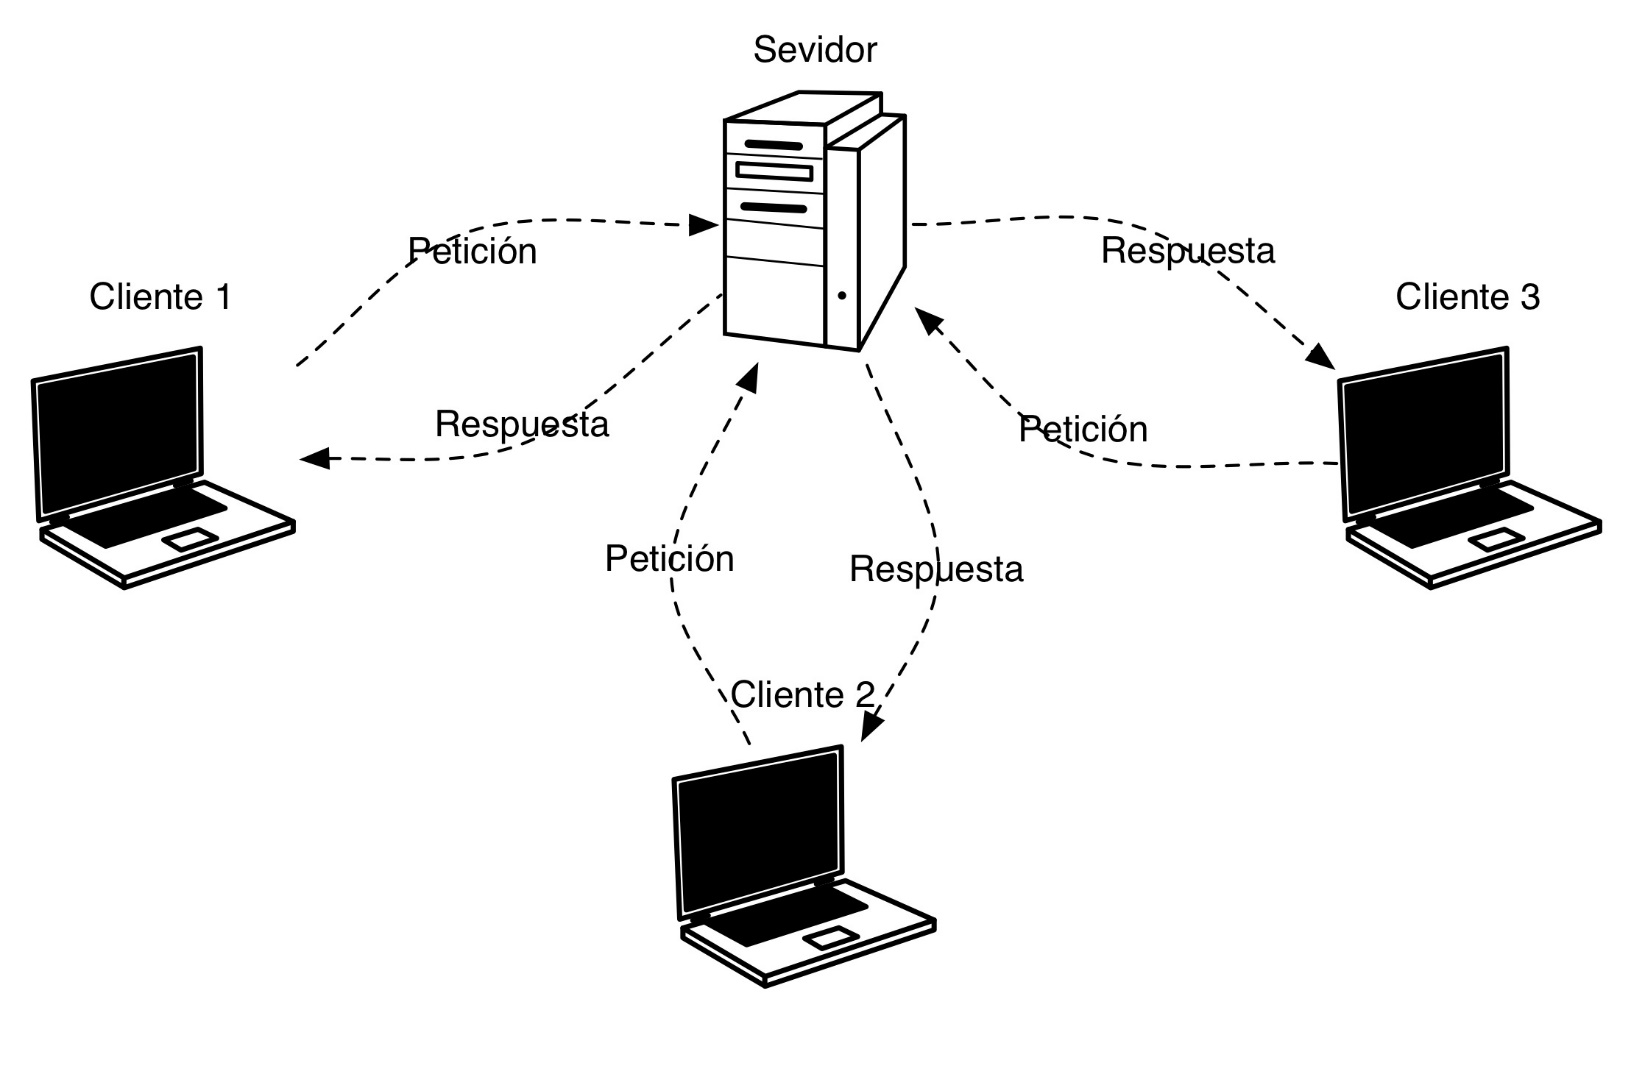 Sevidor
Petición
Respuesta
Cliente 1
Cliente 3
Respuesta
Petición
Petición
Respuesta
Cliente 2